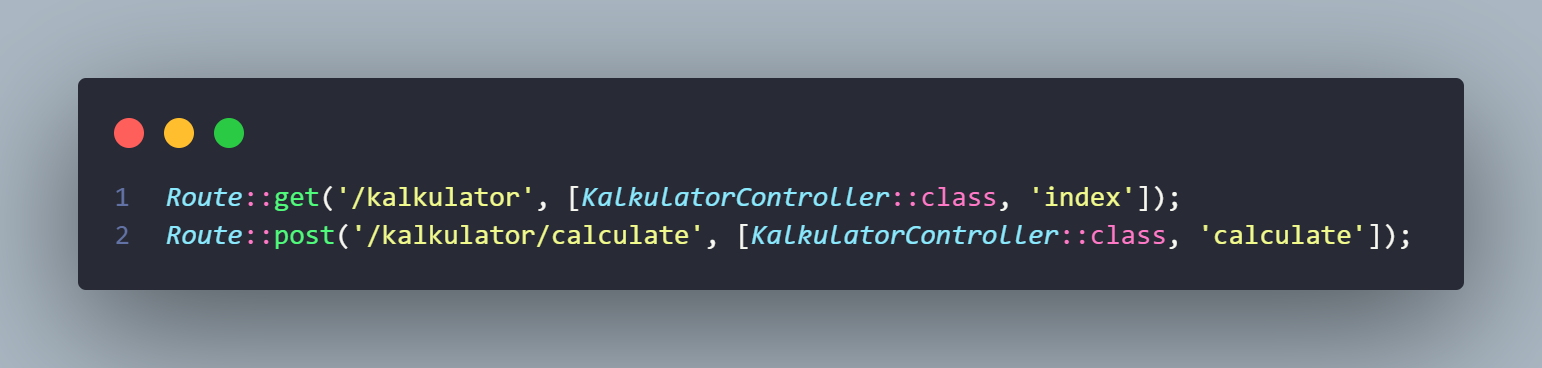 1 Route::get('/kalkulator', [KalkulatorController::class, 'index']);
2 Route::post('/kalkulator/calculate', [KalkulatorController::class, 'calculate']);